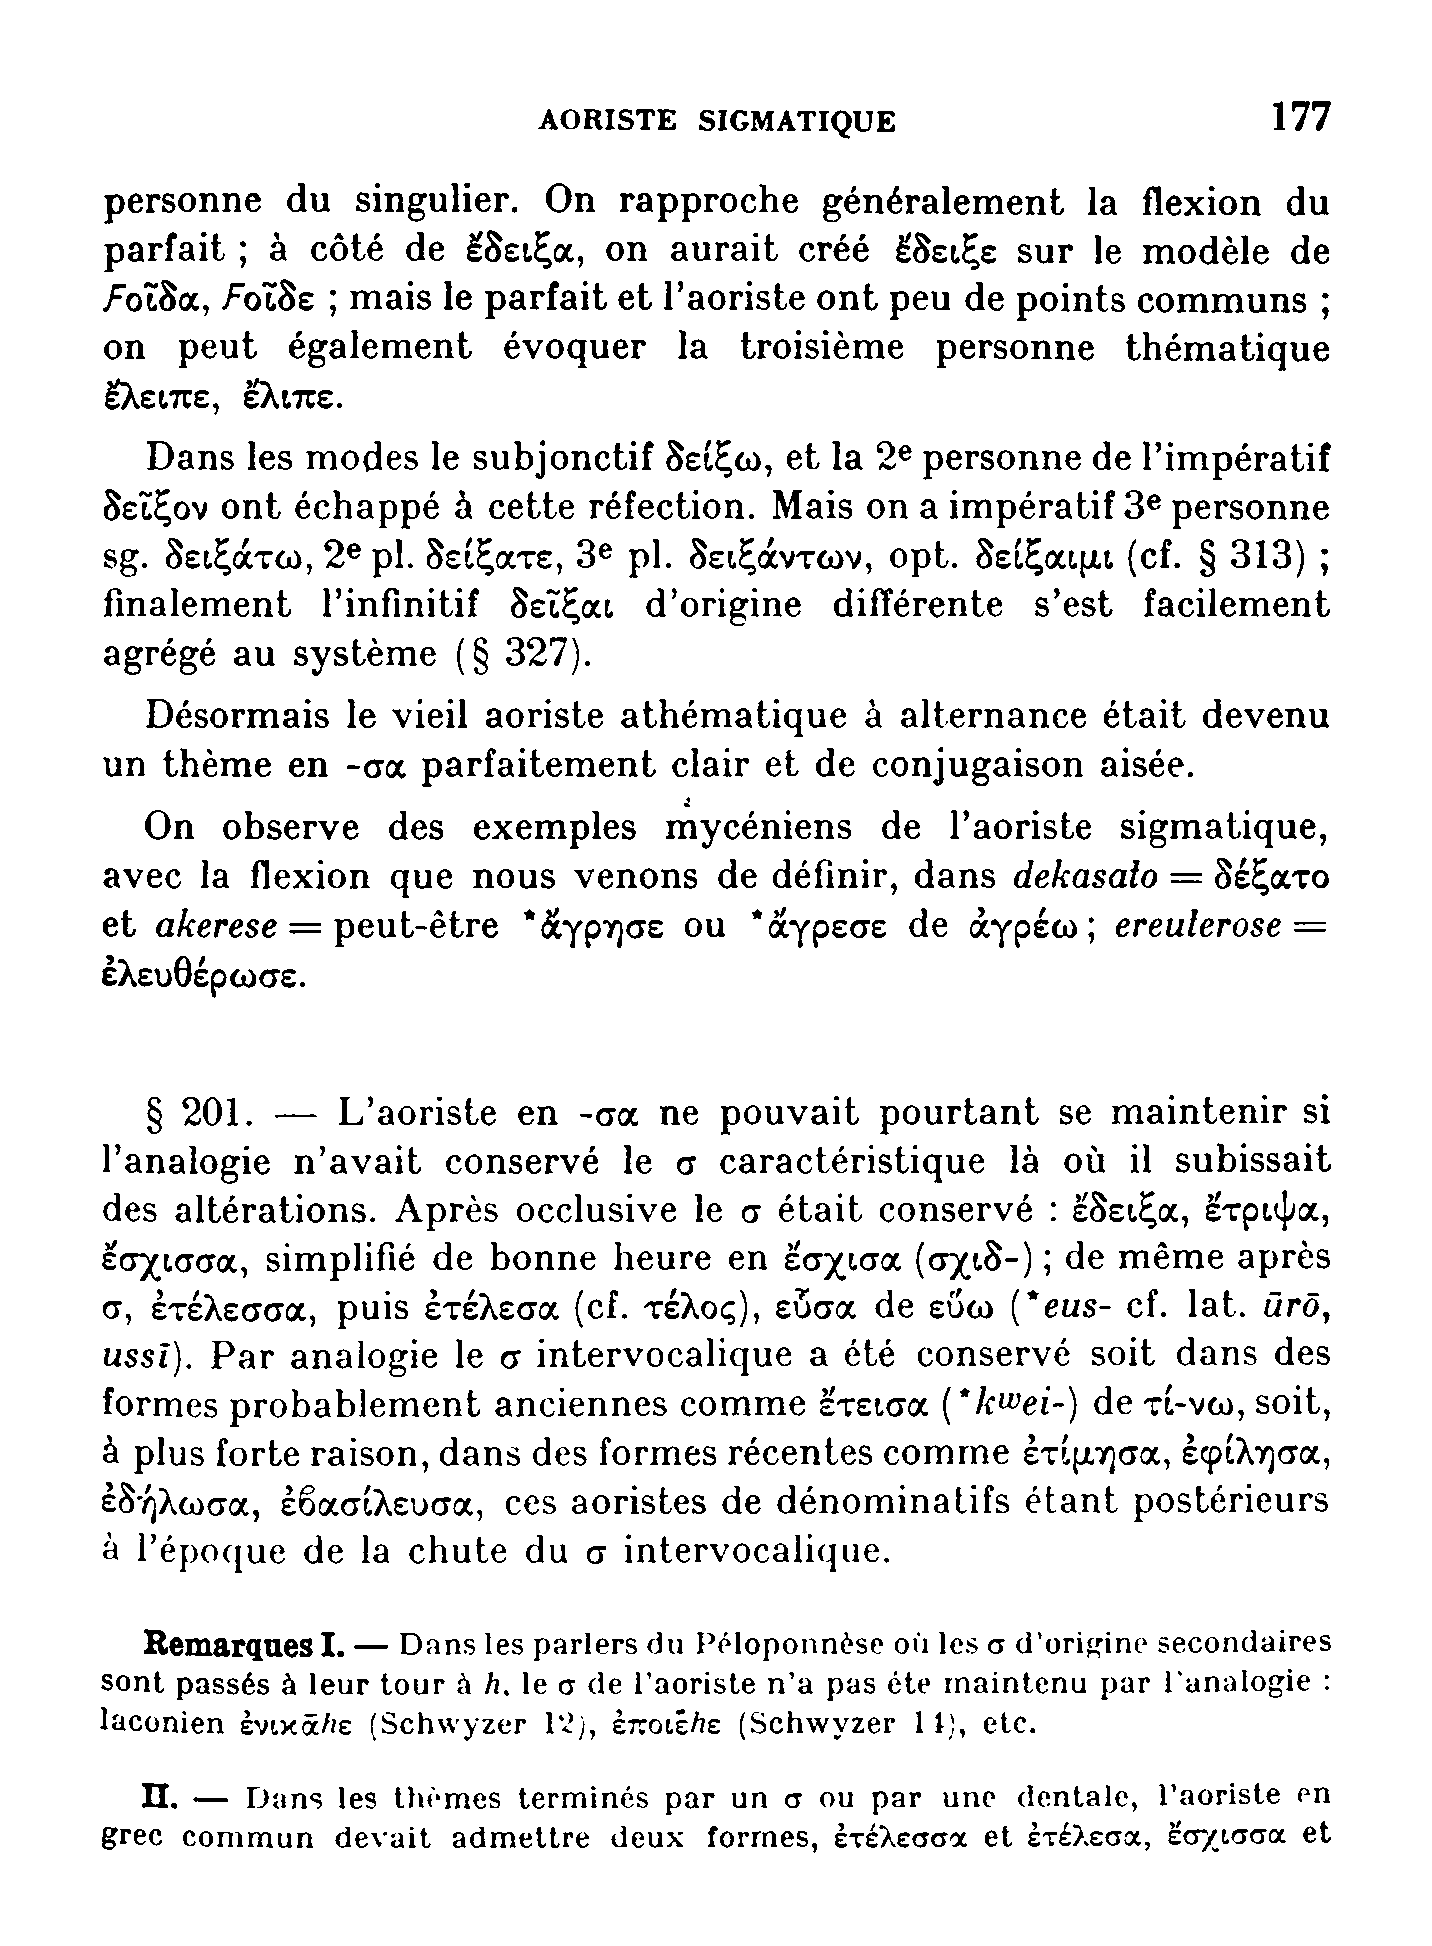 AORISTE SIGMATIQUE 177
personne du singulier. On rapproche généralement la flexion du
parfait ; à côté de ἔδειξα, on aurait créé ἔδειξε sur le modèle de
ϝοῖδα, ϝοῖδε ; mais le parfait et l’aoriste ont peu de points communs ;
on peut également évoquer la troisième personne thématique
ἔλειπε, ἔλιπε.
Dans les modes le subjonctif δείξω, et la 2e personne de l’impératif
δεῖξον ont échappé à cette réfection. Mais on a impératif 3e personne
sg. δειξάτω, 2e pl. δείξατε, 3e pl. δειξάντων, opt. δείξαιμι (cf. § 313) ;
finalement l’infinitif δεῖξαι d’origine différente s’est facilement
agrégé au système (§ 327).
Désormais le vieil aoriste athématique à alternance était devenu
un thème en -σα parfaitement clair et de conjugaison aisée.
On observe des exemples mycéniens de l’aoriste sigmatique,
avec la flexion que nous venons de définir, dans dekasato = δέξατο
et akerese = peut-être *ἄγρησε ou *ἄγρεσε de ἀγρέω ; ereulerose =
ἐλευθέρωσε.
§ 201. — L’aoriste en -σα ne pouvait pourtant se maintenir si
l’analogie n’avait conservé le σ caractéristique là où il subissait
des altérations. Après occlusive le σ était conservé : ἔδειξα, ἔτριψα,
ἔσχισσα, simplifié de bonne heure en ἔσχισα (σχιδ-) ; de même après
σ, ἐτέλεσσα, puis ἐτέλεσα (cf. τέλος), εὗσα de εὕω (*eus- cf. lat. ūrō,
ussī). Par analogie le σ intervocalique a été conservé soit dans des
formes probablement anciennes comme ἔτεισα (*kwei-) de τί-νω, soit,
à plus forte raison, dans des formes récentes comme ἐτίμησα, ἐφίλησα,
ἐδήλωσα, ἐϐασίλευσα, ces aoristes de dénominatifs étant postérieurs
à l’époque de la chute du σ intervocalique.
Remarques I. — Dans les parlers du Péloponnèse où les σ d’origine secondaires
sont passés à leur tour à h, le σ de l’aoriste n’a pas éte maintenu par l’analogie :
laconien ἐνικᾱhε (Schwyzer 12), ἐποιε̄hε (Schwyzer 11), etc.
II. — Dans les thèmes terminés par un σ ou par une dentale, l’aoriste en
grec commun devait admettre deux formes, ἐτέλεσσα et ἐτέλεσα, ἔσχισσα et